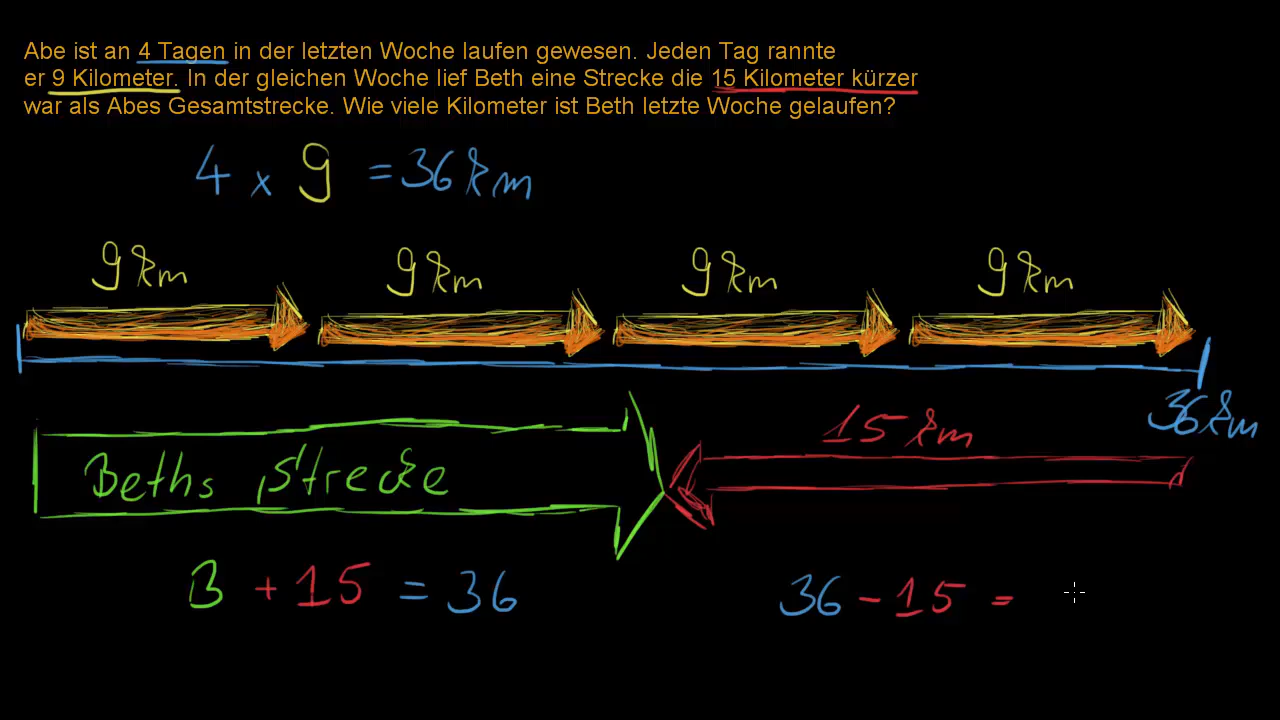 Abe ist an 4 Tagen in der letzten Woche laufen gewesen. Jeden Tag rannte
er 9 Kilometer. In der gleichen Woche lief Beth eine Strecke die 15 Kilometer kürzer
war als Abes Gesamtstrecke. Wie viele Kilometer ist Beth letzte Woche gelaufen?
4 x 9 = 36 km
9 km 9 km 9 km 9 km
36 km
15 km
Beths Strecke
B + 15 = 36 36 - 15 =